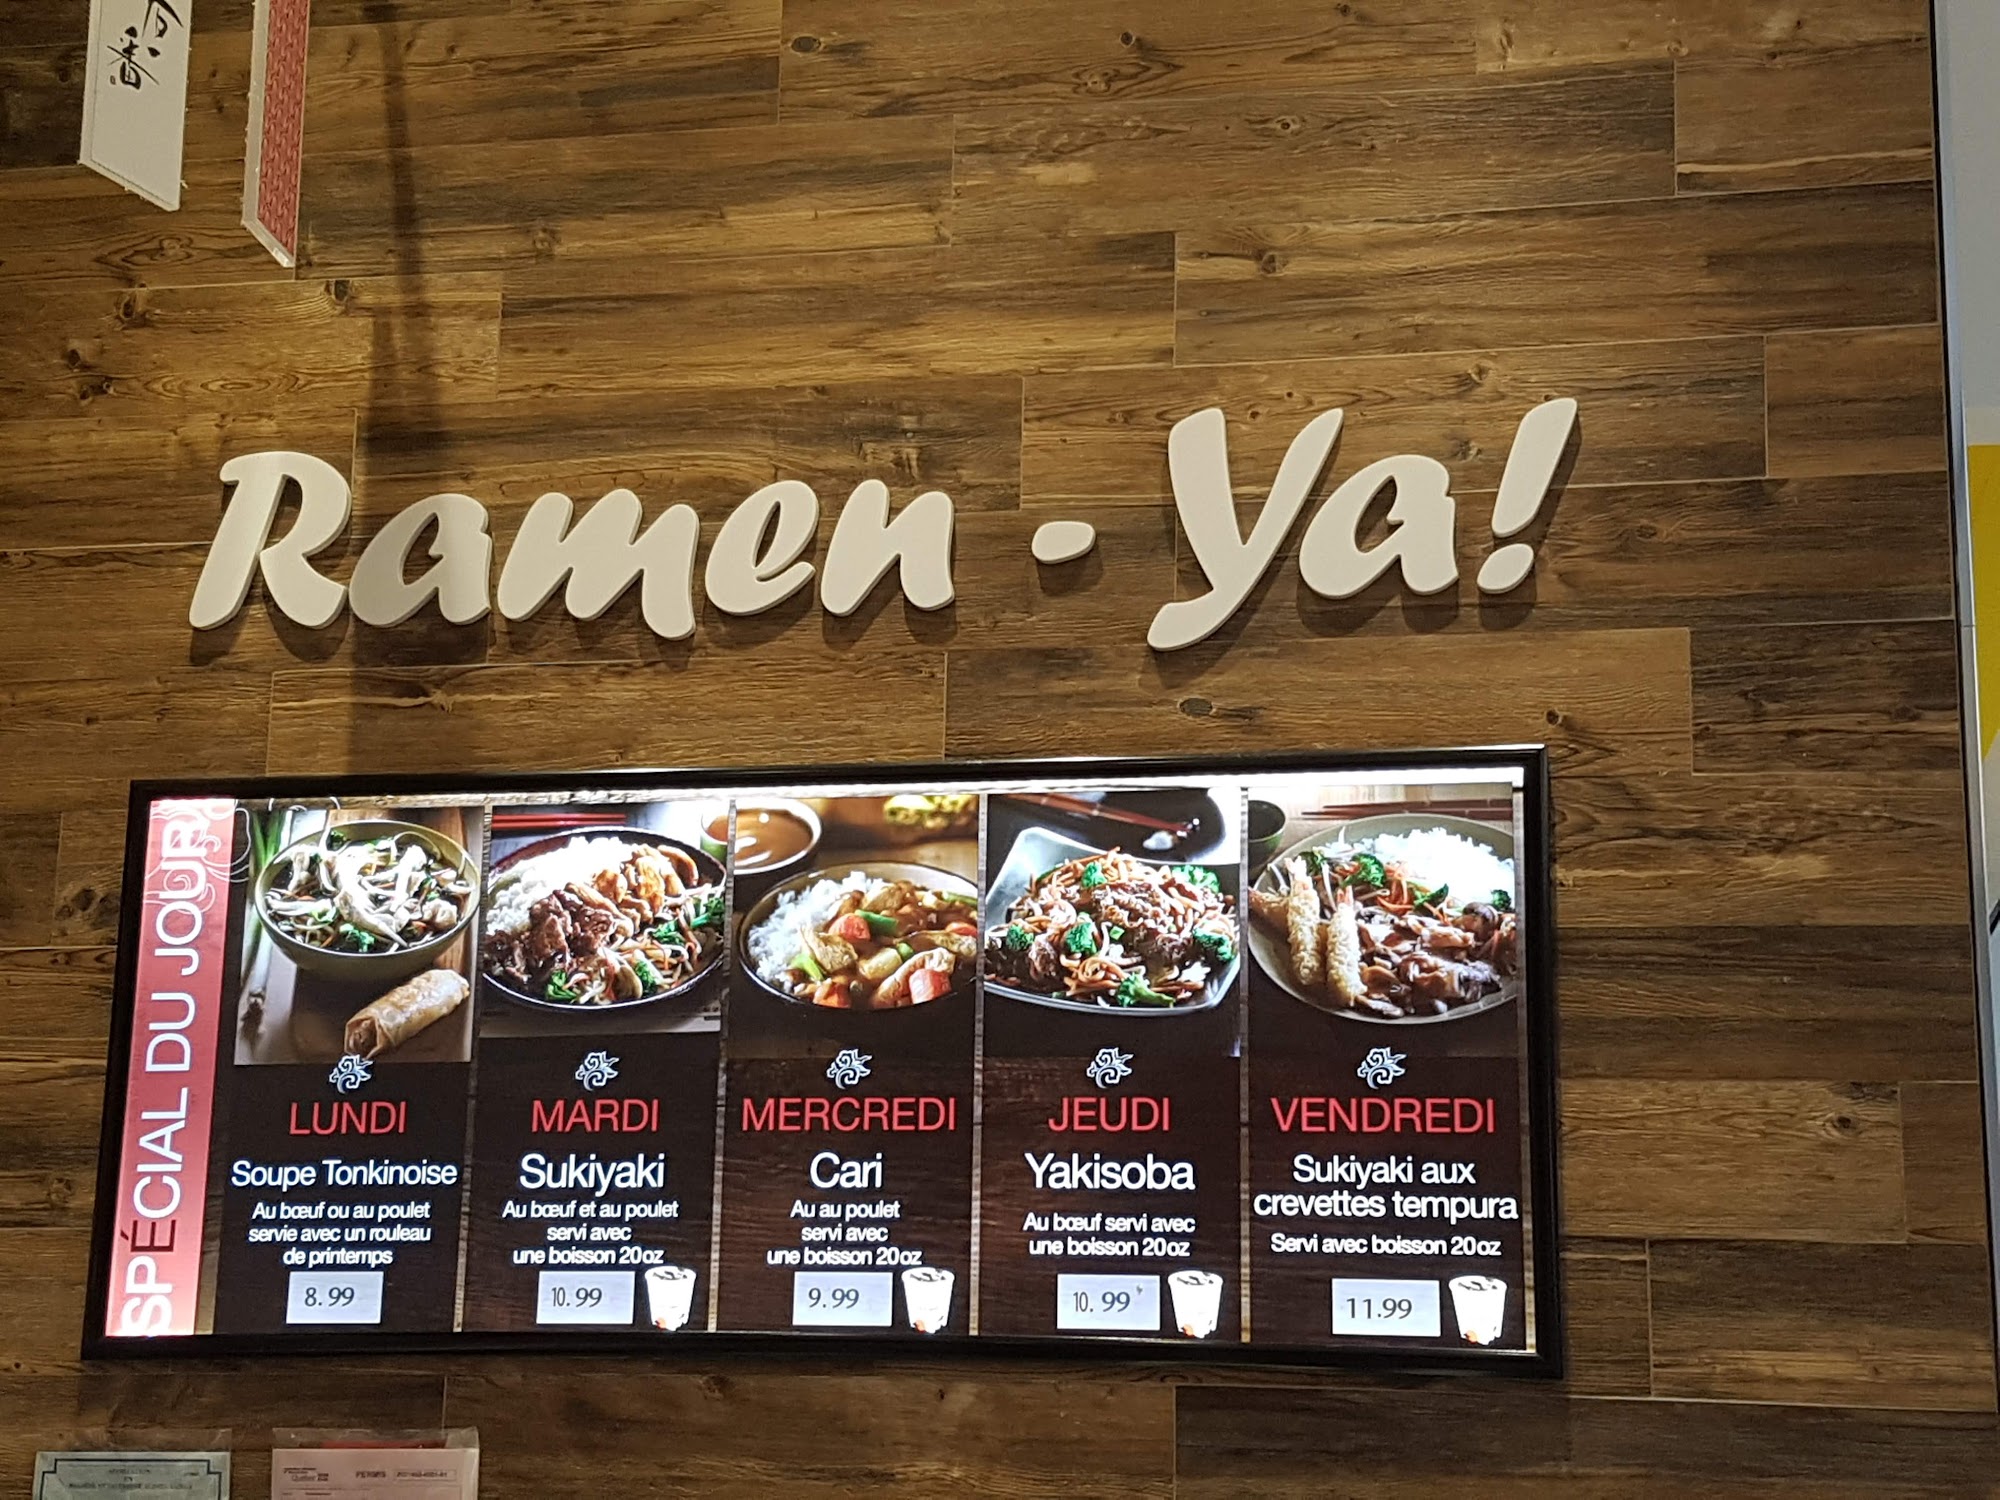 Ramen - Ya!
SPÉCIAL DU JOUR
LUNDI
Soupe Tonkinoise
Au bœuf ou au poulet
servie avec un rouleau
de printemps
8.99
MARDI
Sukiyaki
Au bœuf et au poulet
servi avec
une boisson 20oz
10.99
MERCREDI
Cari
Au au poulet
servi avec
une boisson 20oz
9.99
JEUDI
Yakisoba
Au bœuf servi avec
une boisson 20oz
10.99
VENDREDI
Sukiyaki aux
crevettes tempura
Servi avec boisson 20oz
11.99
Québec
PERMIS